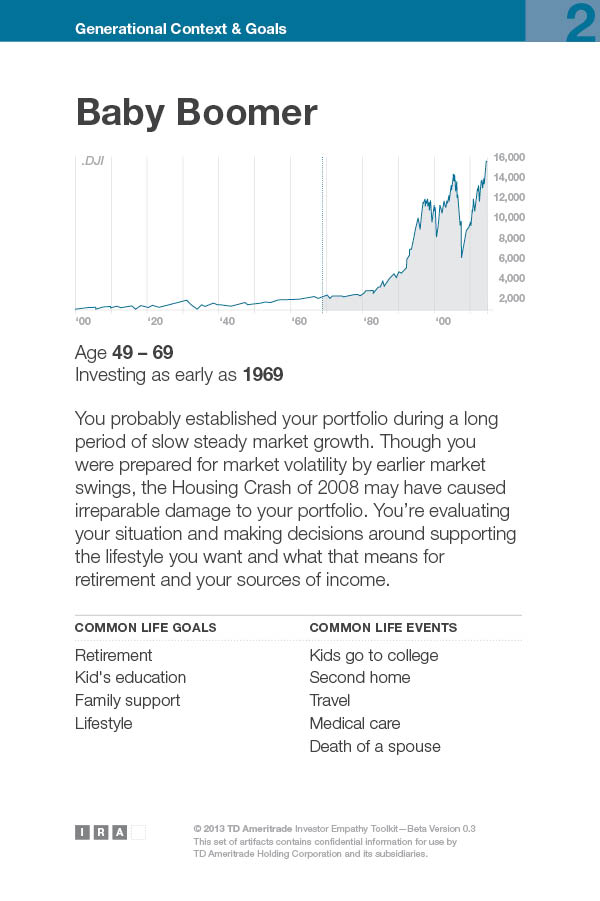 Generational Context & Goals
2
Baby Boomer
.DJI
16,000
14,000
12,000
10,000
8,000
6,000
4,000
2,000
‘00 ‘20 ‘40 ‘60 ‘80 ‘00
Age 49 – 69
Investing as early as 1969
You probably established your portfolio during a long
period of slow steady market growth. Though you
were prepared for market volatility by earlier market
swings, the Housing Crash of 2008 may have caused
irreparable damage to your portfolio. You’re evaluating
your situation and making decisions around supporting
the lifestyle you want and what that means for
retirement and your sources of income.
COMMON LIFE GOALS
Retirement
Kid's education
Family support
Lifestyle
COMMON LIFE EVENTS
Kids go to college
Second home
Travel
Medical care
Death of a spouse
I R A
© 2013 TD Ameritrade Investor Empathy Toolkit—Beta Version 0.3
This set of artifacts contains confidential information for use by
TD Ameritrade Holding Corporation and its subsidiaries.